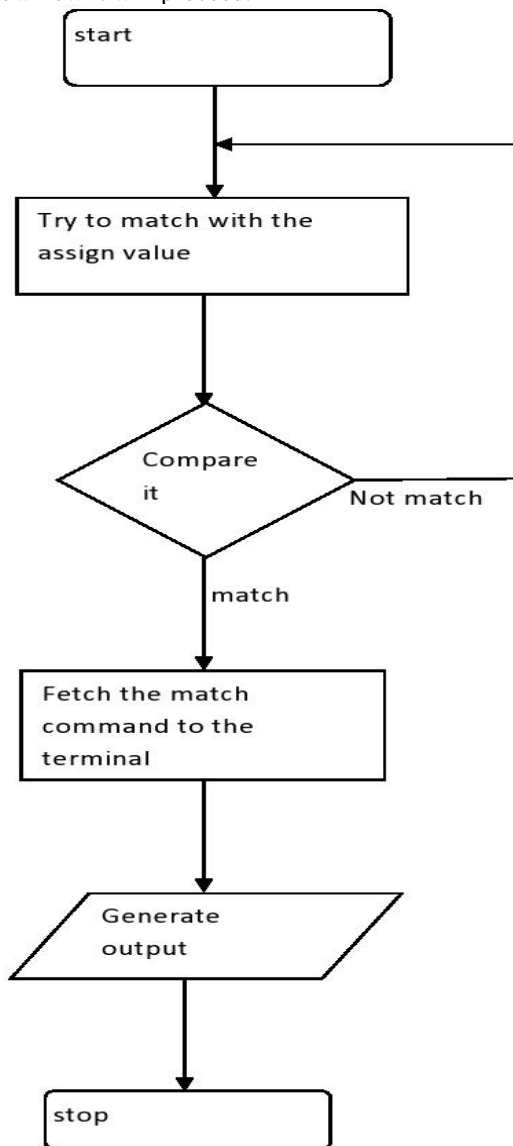 start
Try to match with the
assign value
Compare
it
Not match
match
Fetch the match
command to the
terminal
Generate
output
stop